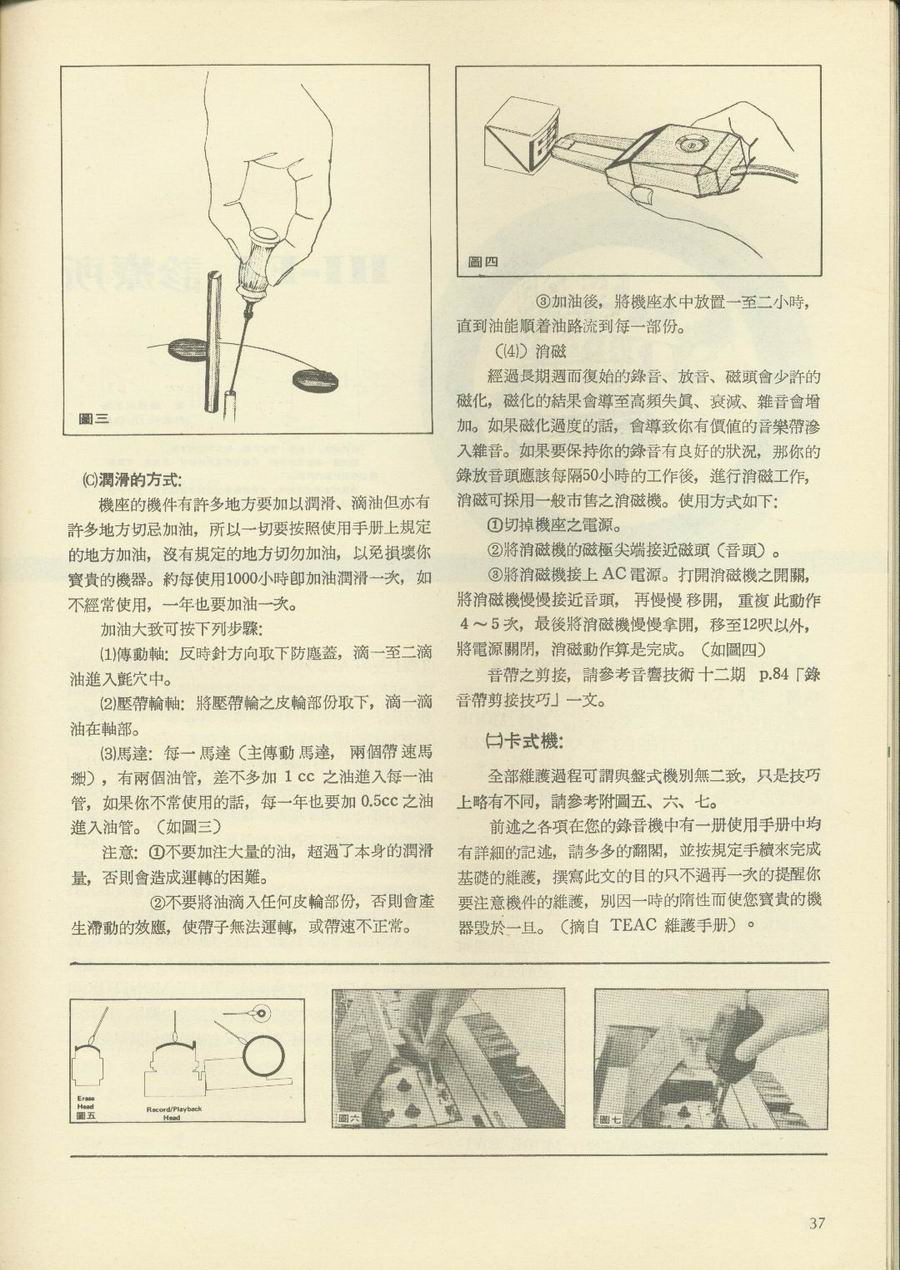 圖三
⒞潤滑的方式:
機座的機件有許多地方要加以潤滑、滴油但亦有
許多地方切忌加油，所以一切要按照使用手册上規定
的地方加油，沒有規定的地方切勿加油，以免損壞你
寶貴的機器。約每使用1000小時卽加油潤滑一次，如
不經常使用，一年也要加油一次。
加油大致可按下列步驟:
⑴傳動軸：反時針方向取下防塵蓋，滴一至二滴
油進入氈穴中。
⑵壓帶輪軸：將壓帶輪之皮輪部份取下，滴一滴
油在軸部。
⑶馬達：每一馬達（主傳動馬達，兩個帶速馬
），有兩個油管，差不多加 1 cc 之油進入每一油
管，如果你不常使用的話，每一年也要加 0.5cc 之油
進入油管。（如圖三）
注意：①不要加注大量的油，超過了本身的潤滑
量，否則會造成運轉的困難。
②不要將油滴入任何皮輪部份，否則會產
生滯動的效應，使帶子無法運轉，或帶速不正常。
圖四
③加油後，將機座水中放置一至二小時，
直到油能順着油路流到每一部份。
（⑷）消磁
經過長期週而復始的錄音、放音、磁頭會少許的
磁化，磁化的結果會導至高頻失眞、衰減、雜音會增
加。如果磁化過度的話，會導致你有價値的音樂帶滲
入雜音。如果要保持你的錄音有良好的狀況，那你的
錄放音頭應該每隔50小時的工作後，進行消磁工作，
消磁可採用一般市售之消磁機。使用方式如下：
①切掉機座之電源。
②將消磁機的磁極尖端接近磁頭（音頭）。
③將消磁機接上 AC 電源。打開消磁機之開關，
將消磁機慢慢接近音頭，再慢慢移開，重複此動作
4～5 次，最後將消磁機慢慢拿開，移至12呎以外，
將電源關閉，消磁動作算是完成。（如圖四）
音帶之剪接，請參考音響技術十二期 p.84「錄
音帶剪接技巧」一文。
㈡卡式機：
全部維護過程可謂與盤式機別無二致，只是技巧
上略有不同，請參考附圖五、六、七。
前述之各項在您的錄音機中有一册使用手册中均
有詳細的記述，請多多的翻閱，並按規定手續來完成
基礎的維護，撰寫此文的目的只不過再一次的提醒你
要注意機件的維護，別因一時的隋性而使您寶貴的機
器毀於一旦。（摘自 TEAC 維護手册）。
Erase
Head
圖五
Record/Playback
Head
圖六
圖七
37